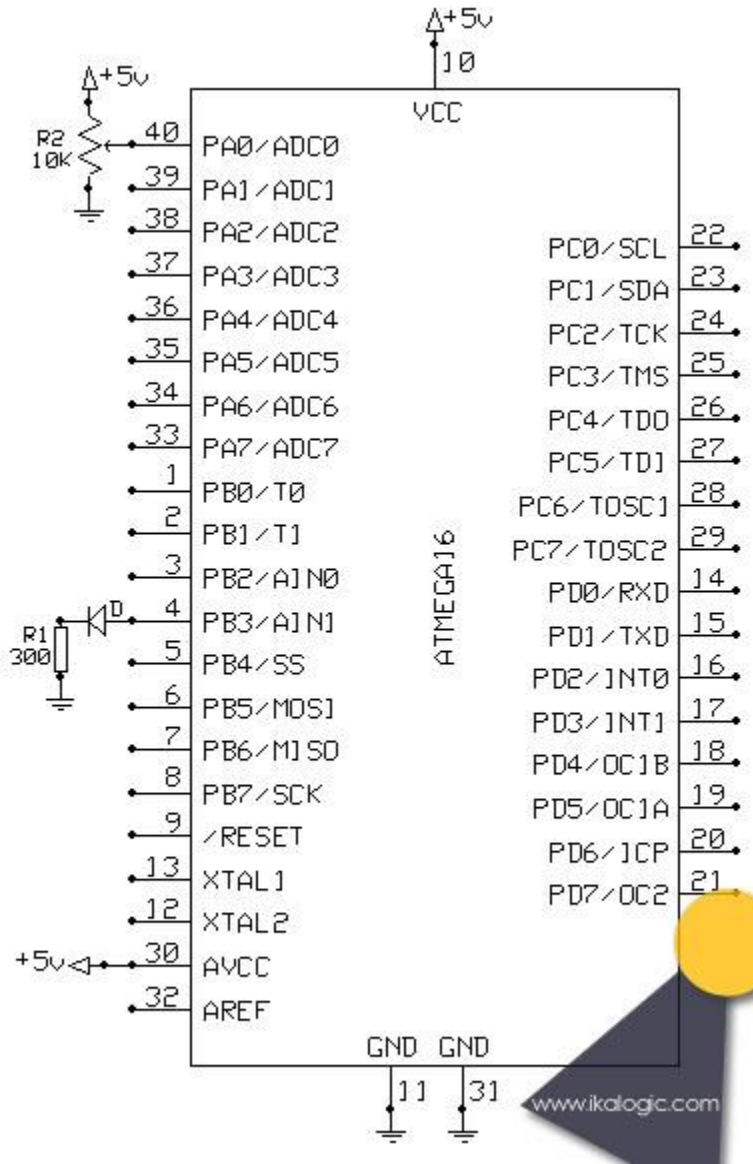 +5v
10
VCC
+5v
R2
10K
40 PA0/ADC0
39 PA1/ADC1
38 PA2/ADC2
37 PA3/ADC3
36 PA4/ADC4
35 PA5/ADC5
34 PA6/ADC6
33 PA7/ADC7
1 PB0/T0
2 PB1/T1
3 PB2/AIN0
D
R1
300
4 PB3/AIN1
5 PB4/SS
6 PB5/MOSI
7 PB6/MISO
8 PB7/SCK
9 /RESET
13 XTAL1
12 XTAL2
+5v
30 AVCC
32 AREF
ATMEGA16
PC0/SCL 22
PC1/SDA 23
PC2/TCK 24
PC3/TMS 25
PC4/TDO 26
PC5/TDI 27
PC6/TOSC1 28
PC7/TOSC2 29
PD0/RXD 14
PD1/TXD 15
PD2/INT0 16
PD3/INT1 17
PD4/OC1B 18
PD5/OC1A 19
PD6/ICP 20
PD7/OC2 21
GND GND
11 31
www.ikalogic.com